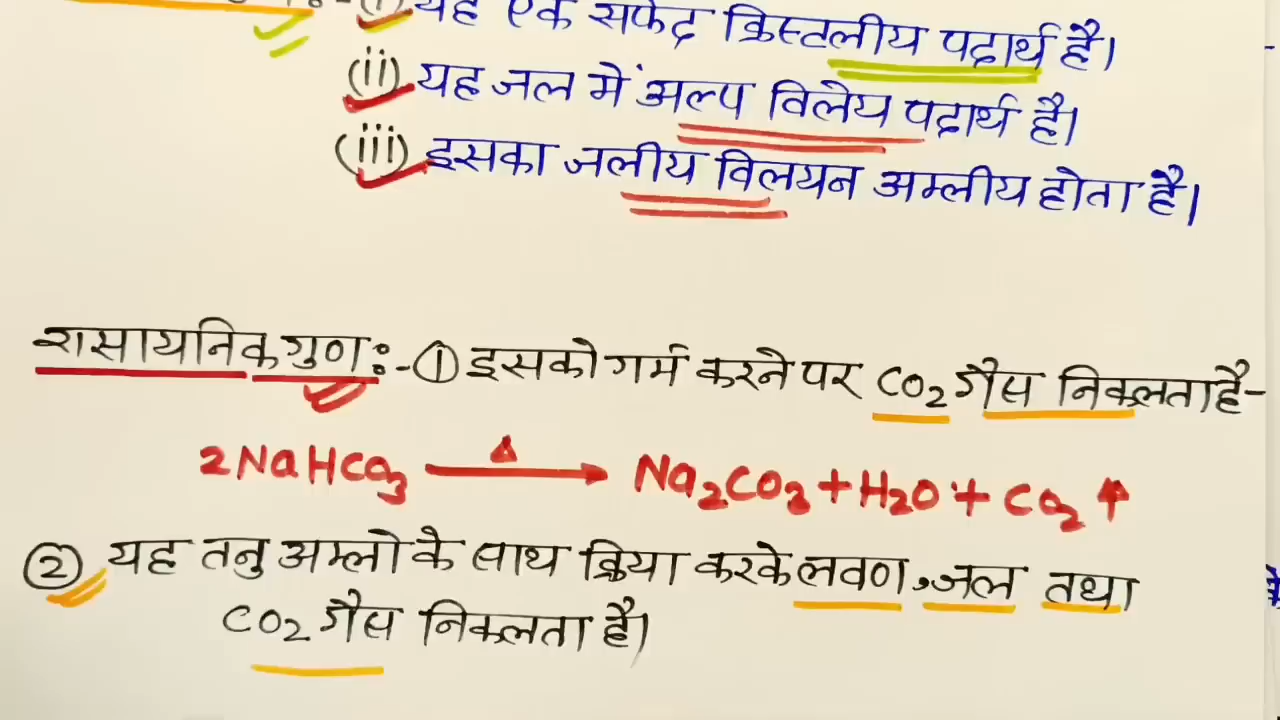 (i) यह एक सफेद क्रिस्टलीय पदार्थ है।
(ii) यह जल में अल्प विलेय पदार्थ है।
(iii) इसका जलीय विलयन अम्लीय होता है।
रासायनिक गुण:- ① इसको गर्म करने पर CO2 गैस निकलता है-
2NaHCO3 —Δ→ Na2CO3 + H2O + CO2 ↑
② यह तनु अम्लो के साथ क्रिया करके लवण, जल तथा
CO2 गैस निकलता है।